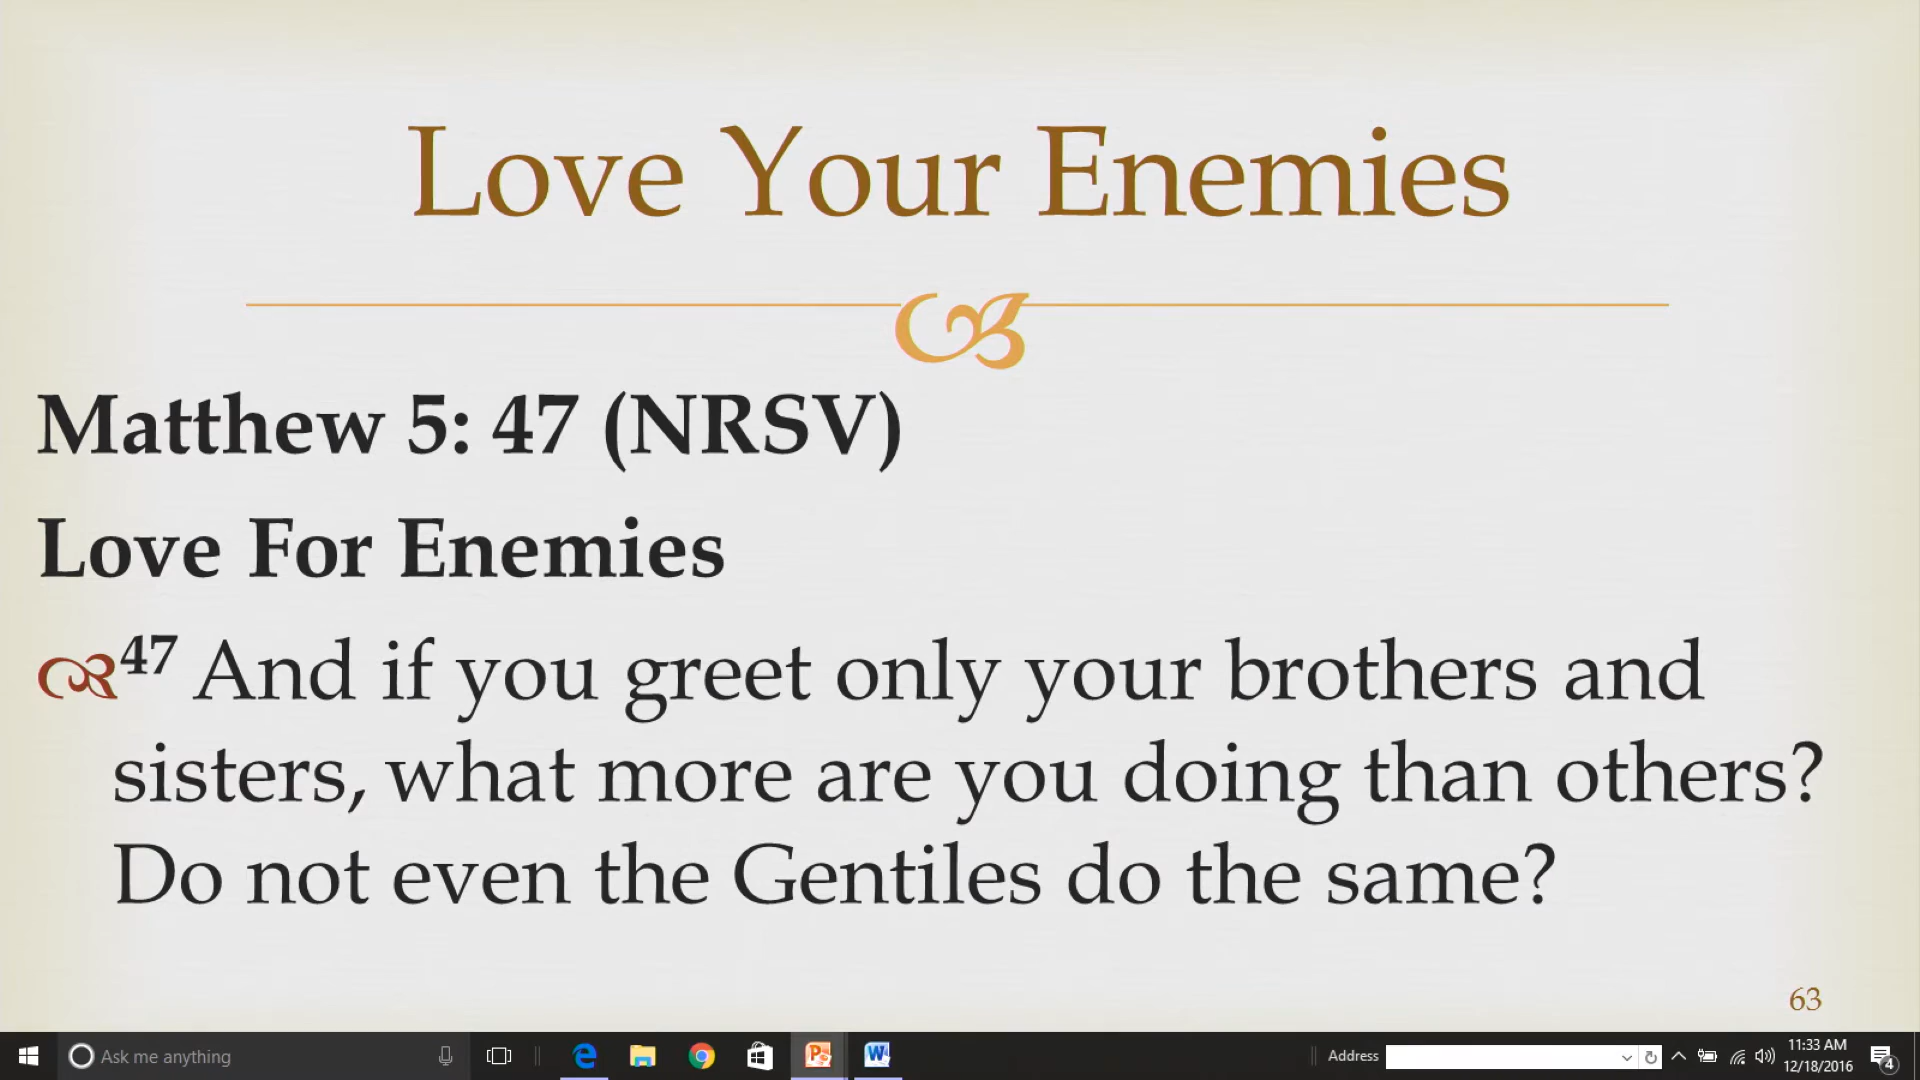 Love Your Enemies
Matthew 5: 47 (NRSV)
Love For Enemies
47 And if you greet only your brothers and
sisters, what more are you doing than others?
Do not even the Gentiles do the same?
63
Ask me anything
Address
11:33 AM
12/18/2016
4